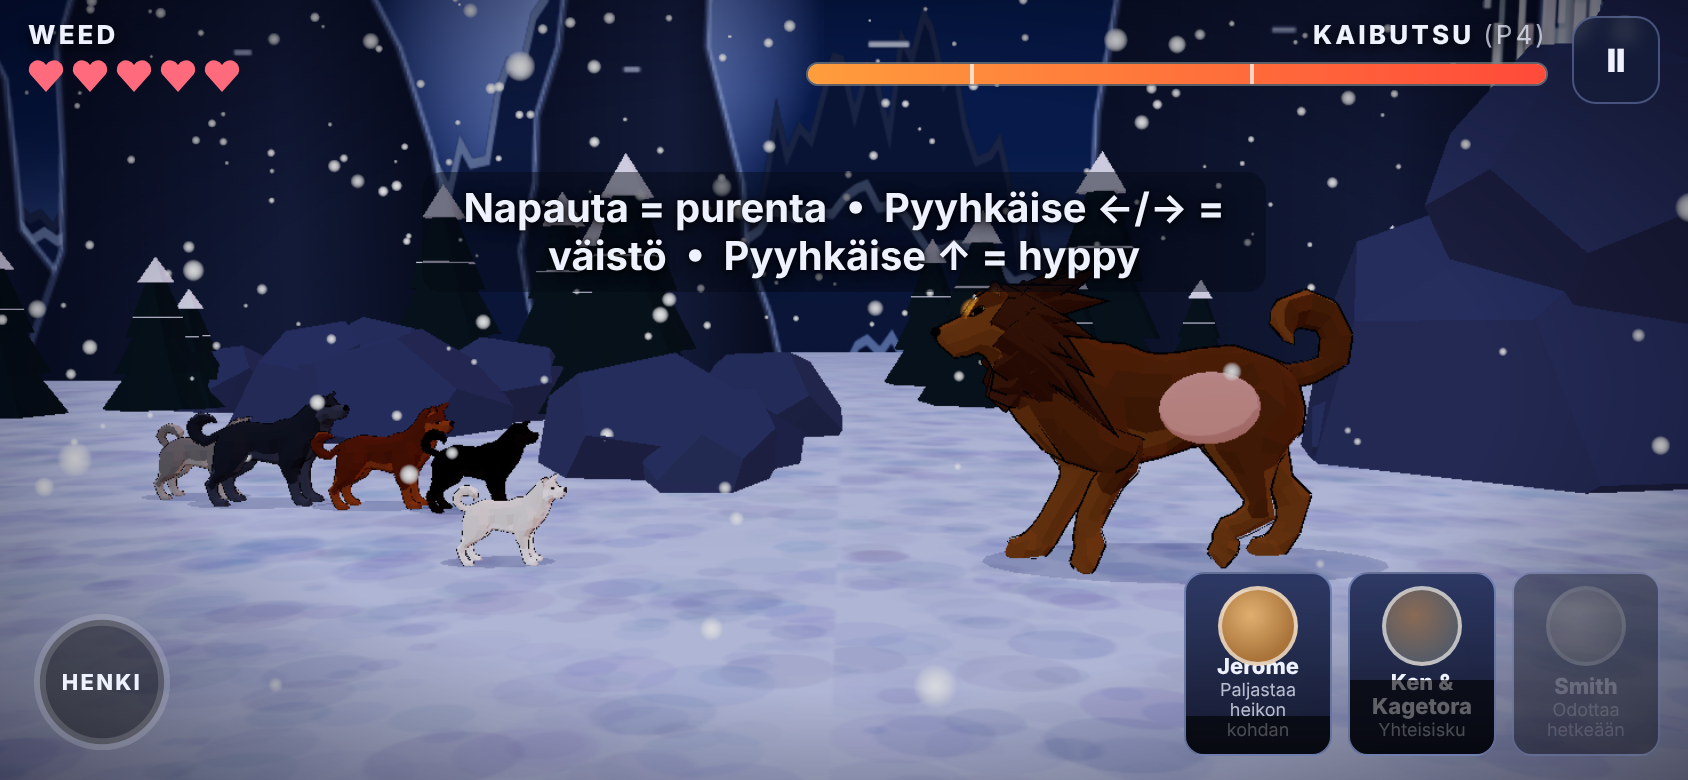 WEED
KAIBUTSU (P4)
Napauta = purenta • Pyyhkäise ←/→ =
väistö • Pyyhkäise ↑ = hyppy
HENKI
Jerome
Paljastaa
heikon
kohdan
Ken &
Kagetora
Yhteisisku
Smith
Odottaa
hetkeään